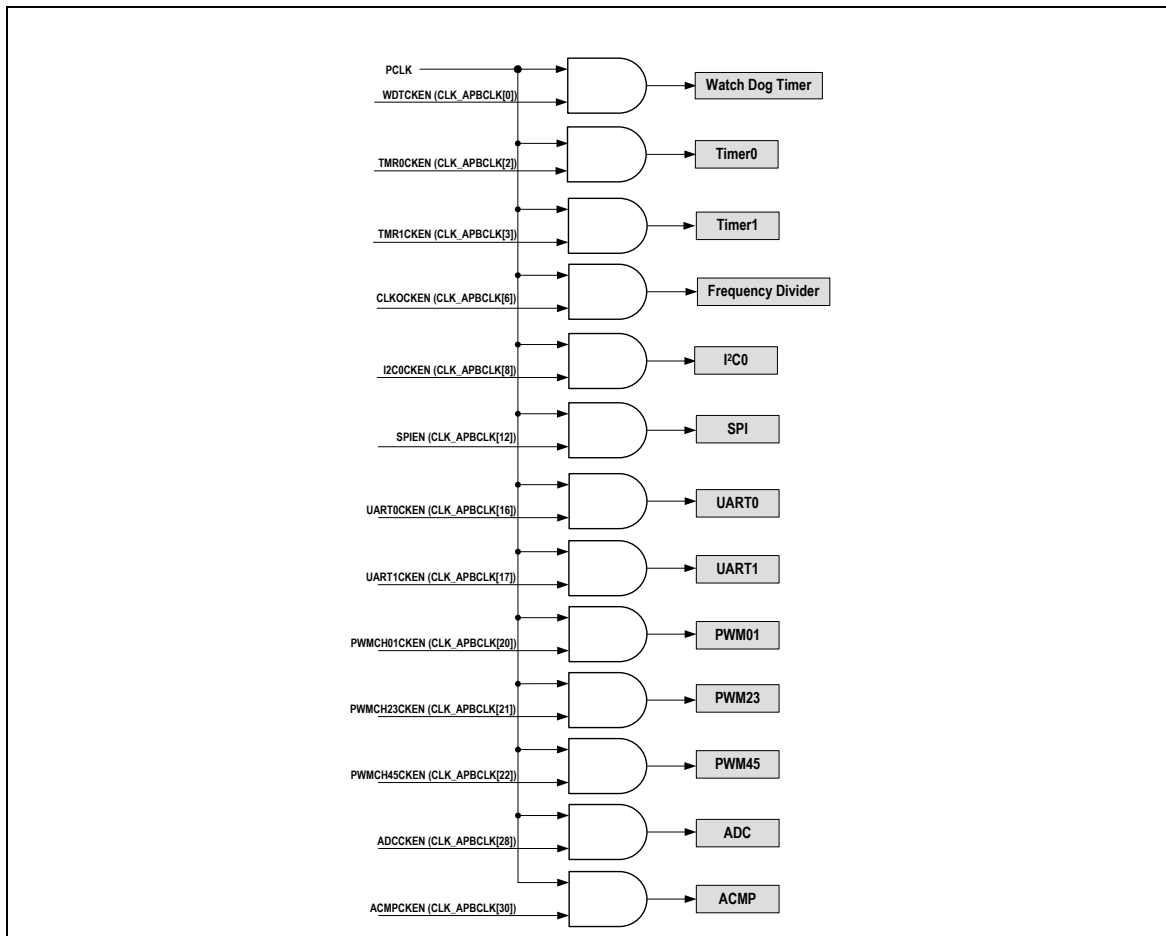 PCLK
WDTCKEN (CLK_APBCLK[0])
Watch Dog Timer
TMR0CKEN (CLK_APBCLK[2])
Timer0
TMR1CKEN (CLK_APBCLK[3])
Timer1
CLKOCKEN (CLK_APBCLK[6])
Frequency Divider
I2C0CKEN (CLK_APBCLK[8])
I²C0
SPIEN (CLK_APBCLK[12])
SPI
UART0CKEN (CLK_APBCLK[16])
UART0
UART1CKEN (CLK_APBCLK[17])
UART1
PWMCH01CKEN (CLK_APBCLK[20])
PWM01
PWMCH23CKEN (CLK_APBCLK[21])
PWM23
PWMCH45CKEN (CLK_APBCLK[22])
PWM45
ADCCKEN (CLK_APBCLK[28])
ADC
ACMPCKEN (CLK_APBCLK[30])
ACMP